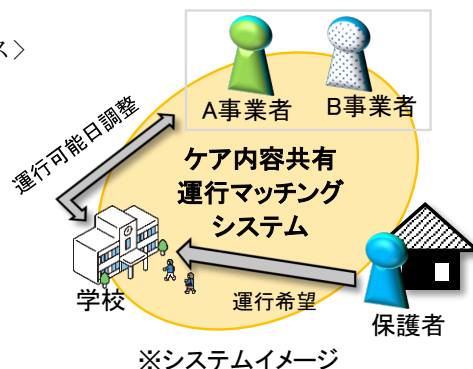 ス〉
A事業者
B事業者
運行可能日調整
ケア内容共有
運行マッチング
システム
学校
運行希望
保護者
※システムイメージ